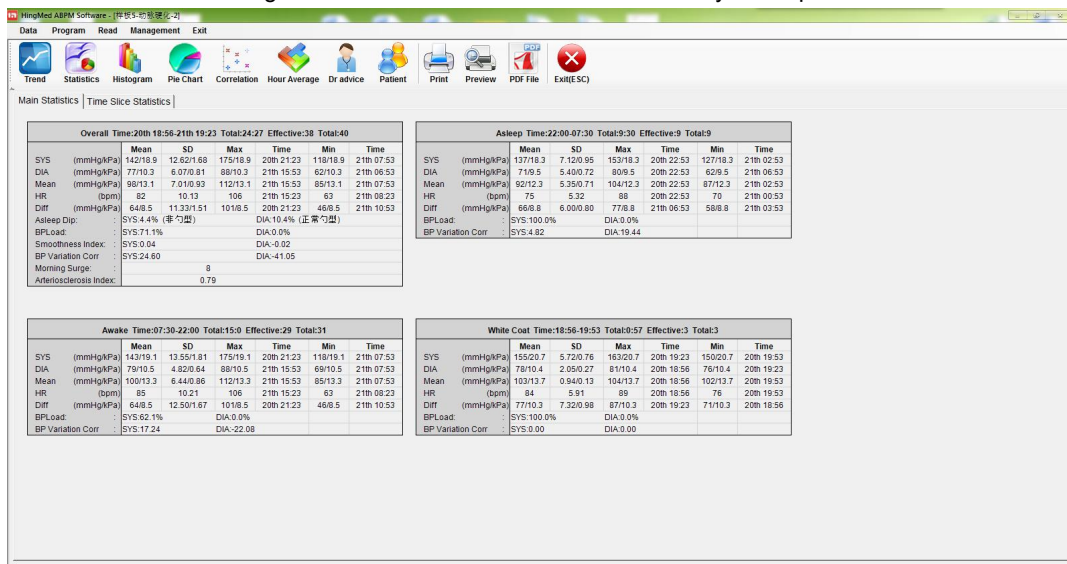 HingMed ABPM Software - [样板5-动脉硬化-2]
Data Program Read Management Exit
Trend Statistics Histogram Pie Chart Correlation Hour Average Dr advice Patient Print Preview PDF File Exit(ESC)
Main Statistics Time Slice Statistics
Overall Time:20th 18:56-21th 19:23 Total:24:27 Effective:38 Total:40
Mean SD Max Time Min Time
SYS (mmHg/kPa) 142/18.9 12.62/1.68 175/18.9 20th 21:23 118/18.9 21th 07:53
DIA (mmHg/kPa) 77/10.3 6.07/0.81 88/10.3 21th 15:53 62/10.3 21th 06:53
Mean (mmHg/kPa) 98/13.1 7.01/0.93 112/13.1 21th 15:53 85/13.1 21th 07:53
HR (bpm) 82 10.13 106 21th 15:23 63 21th 08:23
Diff (mmHg/kPa) 64/8.5 11.33/1.51 101/8.5 20th 21:23 46/8.5 21th 10:53
Asleep Dip: : SYS:4.4% (非勺型) DIA:10.4% (正常勺型)
BPLoad: : SYS:71.1% DIA:0.0%
Smoothness Index: : SYS:0.04 DIA:-0.02
BP Variation Corr : SYS:24.60 DIA:-41.05
Morning Surge: : 8
Arteriosclerosis Index: 0.79
Asleep Time:22:00-07:30 Total:9:30 Effective:9 Total:9
Mean SD Max Time Min Time
SYS (mmHg/kPa) 137/18.3 7.12/0.95 153/18.3 20th 22:53 127/18.3 21th 02:53
DIA (mmHg/kPa) 71/9.5 5.40/0.72 80/9.5 20th 22:53 62/9.5 21th 06:53
Mean (mmHg/kPa) 92/12.3 5.35/0.71 104/12.3 20th 22:53 87/12.3 21th 02:53
HR (bpm) 75 5.32 88 20th 22:53 70 21th 00:53
Diff (mmHg/kPa) 66/8.8 6.00/0.80 77/8.8 21th 06:53 58/8.8 21th 03:53
BPLoad: : SYS:100.0% DIA:0.0%
BP Variation Corr : SYS:4.82 DIA:19.44
Awake Time:07:30-22:00 Total:15:0 Effective:29 Total:31
Mean SD Max Time Min Time
SYS (mmHg/kPa) 143/19.1 13.55/1.81 175/19.1 20th 21:23 118/19.1 21th 07:53
DIA (mmHg/kPa) 79/10.5 4.82/0.64 88/10.5 21th 15:53 69/10.5 21th 07:53
Mean (mmHg/kPa) 100/13.3 6.44/0.86 112/13.3 21th 15:53 85/13.3 21th 07:53
HR (bpm) 85 10.21 106 21th 15:23 63 21th 08:23
Diff (mmHg/kPa) 64/8.5 12.50/1.67 101/8.5 20th 21:23 46/8.5 21th 10:53
BPLoad: : SYS:62.1% DIA:0.0%
BP Variation Corr : SYS:17.24 DIA:-22.08
White Coat Time:18:56-19:53 Total:0:57 Effective:3 Total:3
Mean SD Max Time Min Time
SYS (mmHg/kPa) 155/20.7 5.72/0.76 163/20.7 20th 19:23 150/20.7 20th 19:53
DIA (mmHg/kPa) 78/10.4 2.05/0.27 81/10.4 20th 18:56 76/10.4 20th 19:23
Mean (mmHg/kPa) 103/13.7 0.94/0.13 104/13.7 20th 18:56 102/13.7 20th 19:53
HR (bpm) 84 5.91 89 20th 18:56 76 20th 19:53
Diff (mmHg/kPa) 77/10.3 7.32/0.98 87/10.3 20th 19:23 71/10.3 20th 18:56
BPLoad: : SYS:100.0% DIA:0.0%
BP Variation Corr : SYS:0.00 DIA:0.00